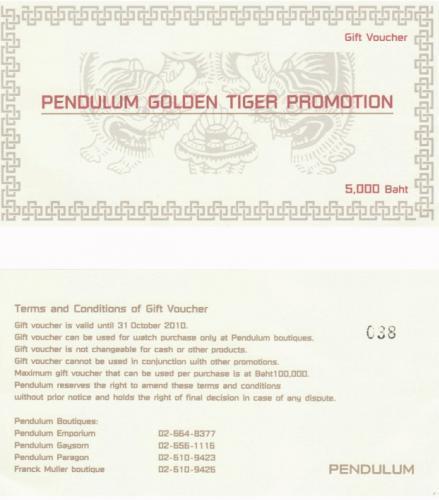 Gift Voucher
PENDULUM GOLDEN TIGER PROMOTION
5,000 Baht
Terms and Conditions of Gift Voucher
Gift voucher is valid until 31 October 2010.
Gift voucher can be used for watch purchase only at Pendulum boutiques.
Gift voucher is not changeable for cash or other products.
Gift voucher cannot be used in conjunction with other promotions.
Maximum gift voucher that can be used per purchase is at Baht100,000.
Pendulum reserves the right to amend these terms and conditions
without prior notice and holds the right of final decision in case of any dispute.
038
Pendulum Boutiques:
Pendulum Emporium 02-664-8377
Pendulum Gaysorn 02-656-1116
Pendulum Paragon 02-610-9423
Franck Muller boutique 02-610-9426
PENDULUM